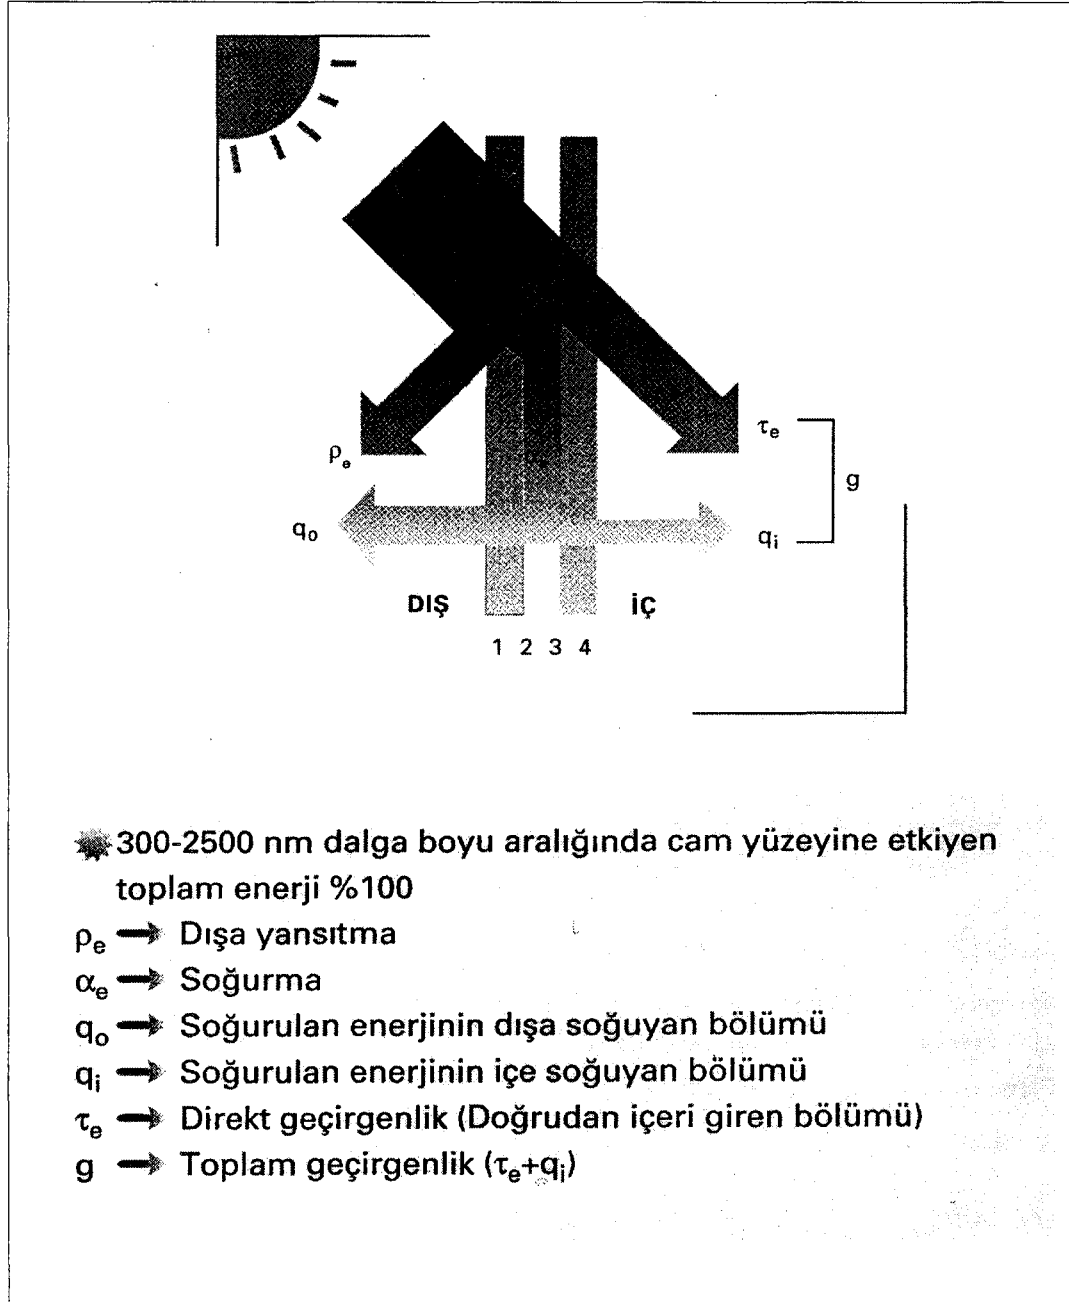 τe
ρe
g
qo
qi
DIŞ İÇ
1 2 3 4
300-2500 nm dalga boyu aralığında cam yüzeyine etkiyen
toplam enerji %100
ρe → Dışa yansıtma
αe → Soğurma
qo → Soğurulan enerjinin dışa soğuyan bölümü
qi → Soğurulan enerjinin içe soğuyan bölümü
τe → Direkt geçirgenlik (Doğrudan içeri giren bölümü)
g → Toplam geçirgenlik (τe+qi)